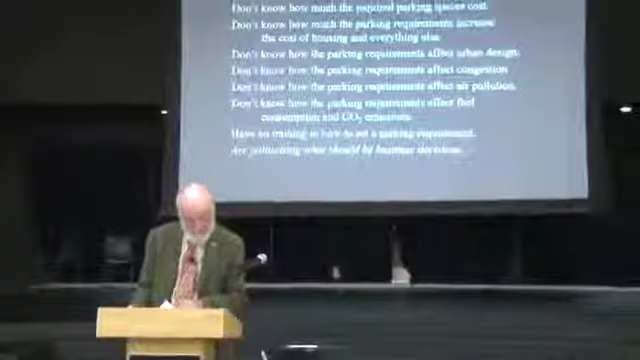 Don't know how much the required parking spaces cost.
Don't know how much the parking requirements increase
the cost of housing and everything else
Don't know how the parking requirements affect urban design.
Don't know how the parking requirements affect congestion
Don't know how the parking requirements affect air pollution.
Don't know how the parking requirements affect fuel
consumption and CO₂ emissions.
Have no training in how to set a parking requirement.
Are politicizing what should be business decisions.